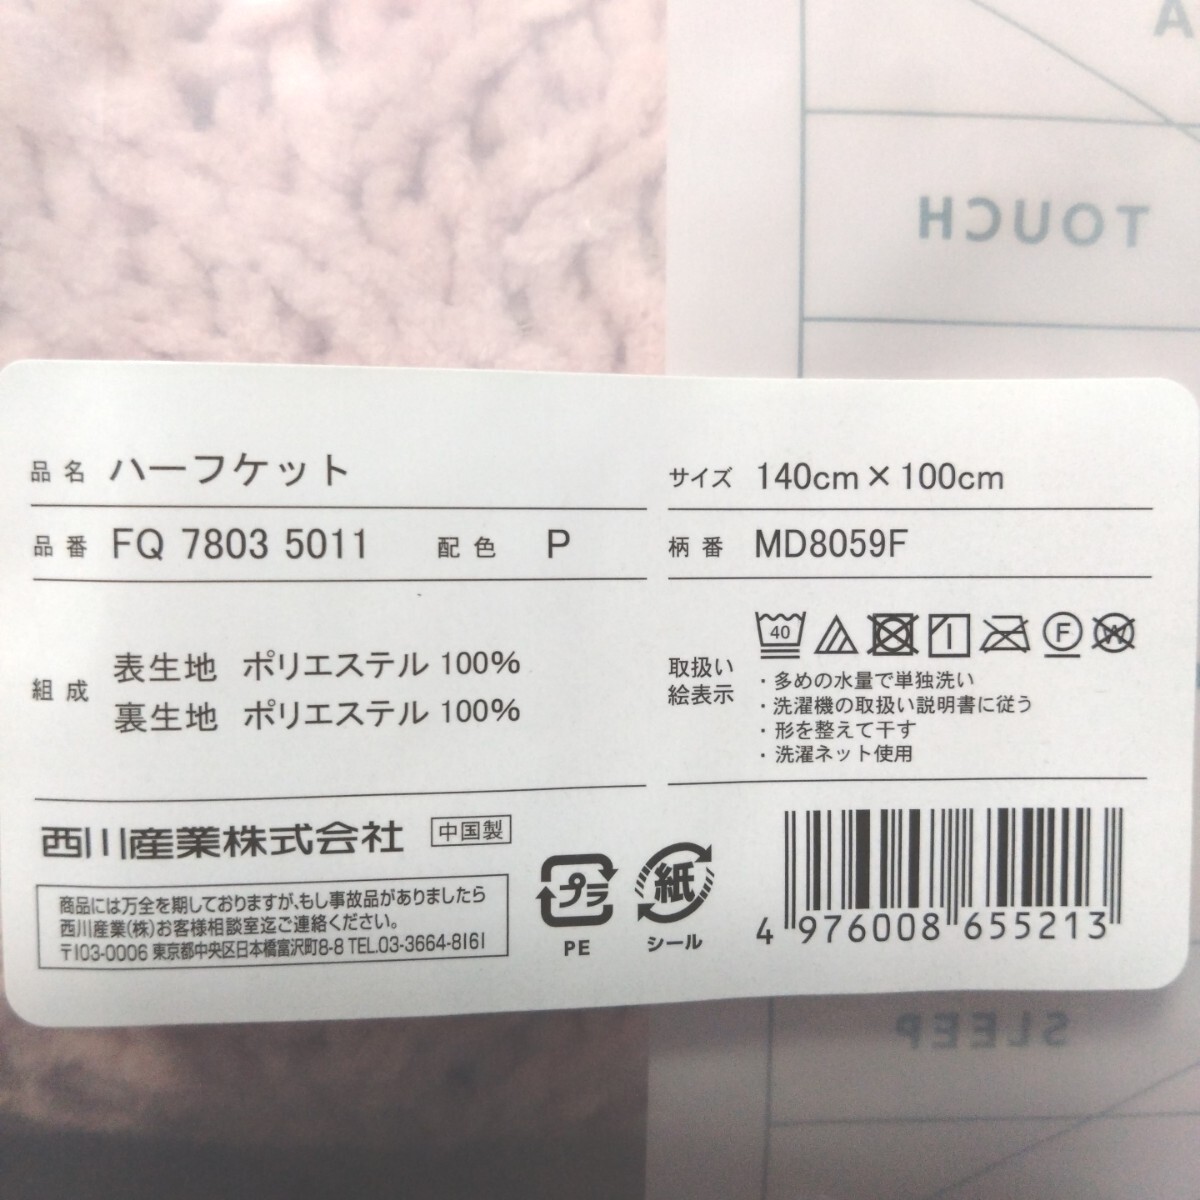 A
TOUCH
品名 ハーフケット
サイズ 140cm×100cm
品番 FQ 7803 5011 配色 P
柄番 MD8059F
組成
表生地 ポリエステル 100%
裏生地 ポリエステル 100%
取扱い
絵表示
40 F W
・多めの水量で単独洗い
・洗濯機の取扱い説明書に従う
・形を整えて干す
・洗濯ネット使用
西川産業株式会社 中国製
商品には万全を期しておりますが、もし事故品がありましたら
西川産業(株)お客様相談室迄ご連絡ください。
〒103-0006 東京都中央区日本橋富沢町8-8 TEL.03-3664-8161
プラ
PE
紙
シール
4 976008 655213
SLEEP